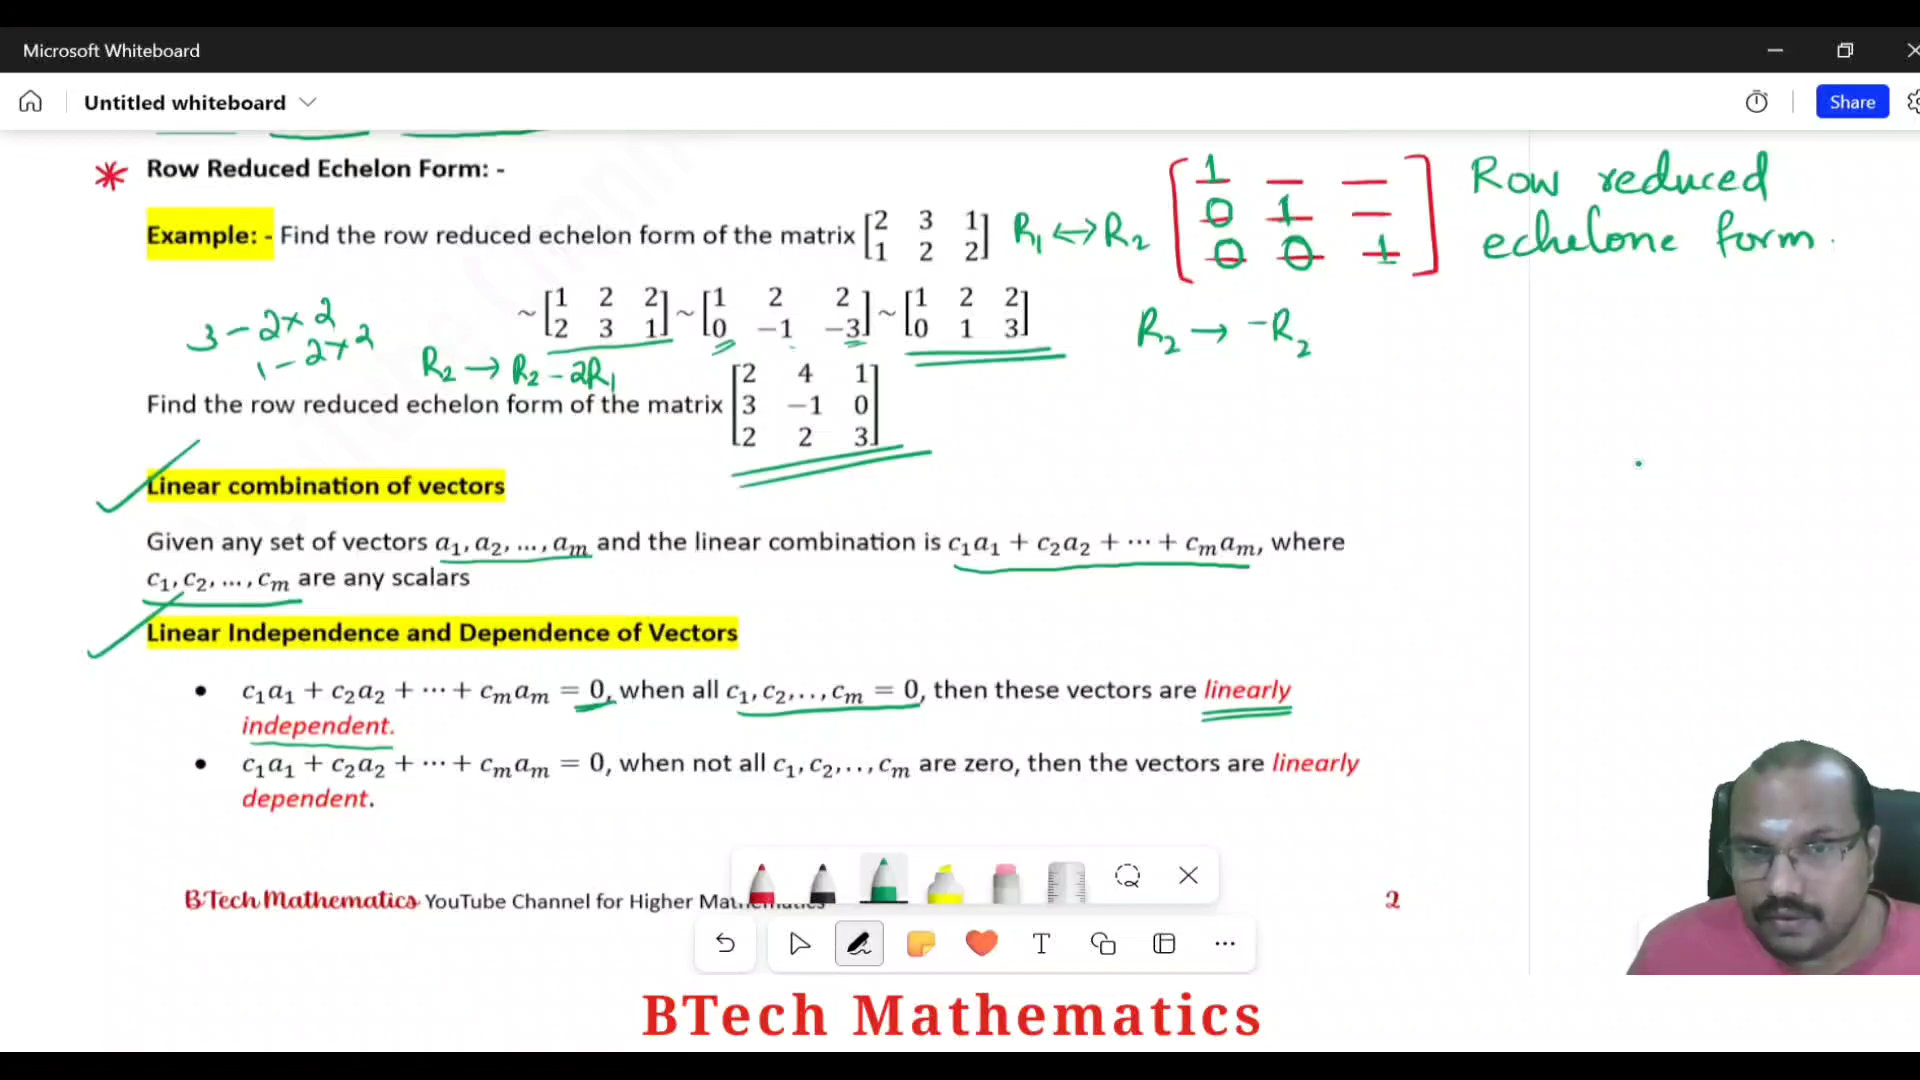 Microsoft Whiteboard
Untitled whiteboard
Share
Row Reduced Echelon Form: -
Example: - Find the row reduced echelon form of the matrix [2 3 1; 1 2 2] R1 ↔ R2
[1 _ _; 0 1 _; 0 0 1] Row reduced
echelone form.
~ [1 2 2; 2 3 1] ~ [1 2 2; 0 −1 −3] ~ [1 2 2; 0 1 3]
R2 → −R2
3 − 2×2
1 − 2×2
R2 → R2 − 2R1
Find the row reduced echelon form of the matrix [2 4 1; 3 −1 0; 2 2 3]
Linear combination of vectors
Given any set of vectors a1, a2, ..., am and the linear combination is c1a1 + c2a2 + ⋯ + cmam, where
c1, c2, ..., cm are any scalars
Linear Independence and Dependence of Vectors
• c1a1 + c2a2 + ⋯ + cmam = 0, when all c1, c2,..., cm = 0, then these vectors are linearly
independent.
• c1a1 + c2a2 + ⋯ + cmam = 0, when not all c1, c2,..., cm are zero, then the vectors are linearly
dependent.
BTech Mathematics YouTube Channel for Higher Mathematics
2
BTech Mathematics